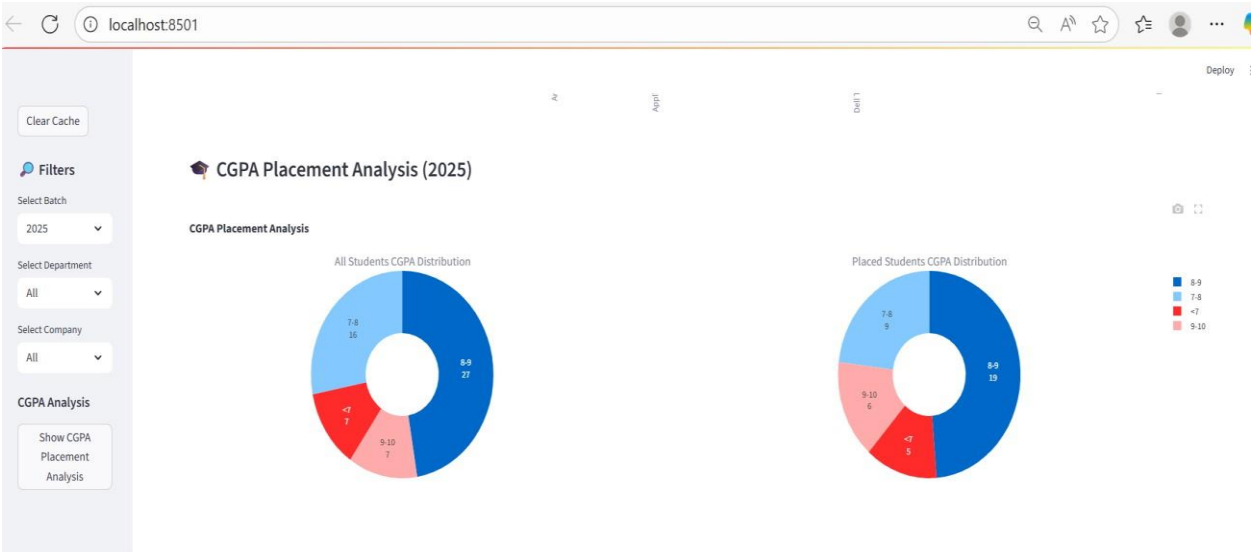 localhost:8501
Deploy
Ar
Appl
Dell
Clear Cache
Filters
Select Batch
2025
Select Department
All
Select Company
All
CGPA Analysis
Show CGPA
Placement
Analysis
CGPA Placement Analysis (2025)
CGPA Placement Analysis
All Students CGPA Distribution
7-8
16
8-9
27
<7
7
9-10
7
Placed Students CGPA Distribution
7-8
9
8-9
19
9-10
6
<7
5
8-9
7-8
<7
9-10